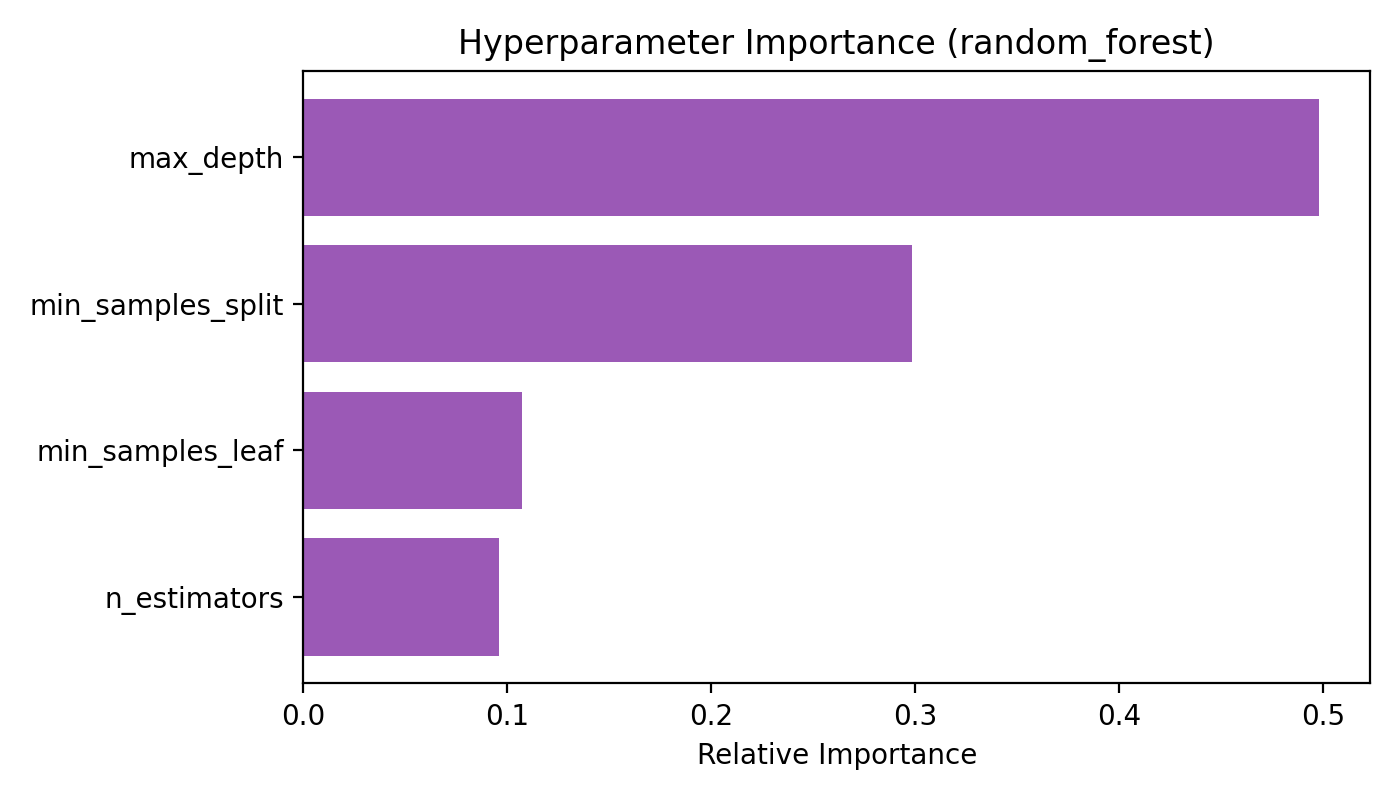 Hyperparameter Importance (random_forest)
max_depth
min_samples_split
min_samples_leaf
n_estimators
0.0 0.1 0.2 0.3 0.4 0.5
Relative Importance